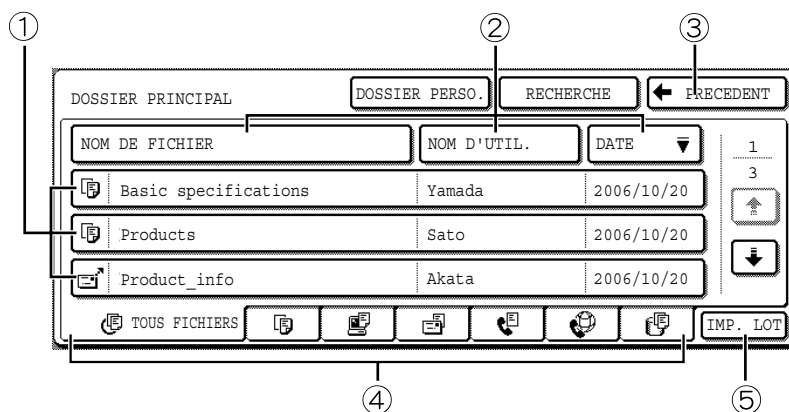 ① ② ③
DOSSIER PRINCIPAL DOSSIER PERSO. RECHERCHE PRECEDENT
NOM DE FICHIER NOM D'UTIL. DATE
1
3
Basic specifications Yamada 2006/10/20
Products Sato 2006/10/20
Product_info Akata 2006/10/20
TOUS FICHIERS IMP. LOT
④ ⑤